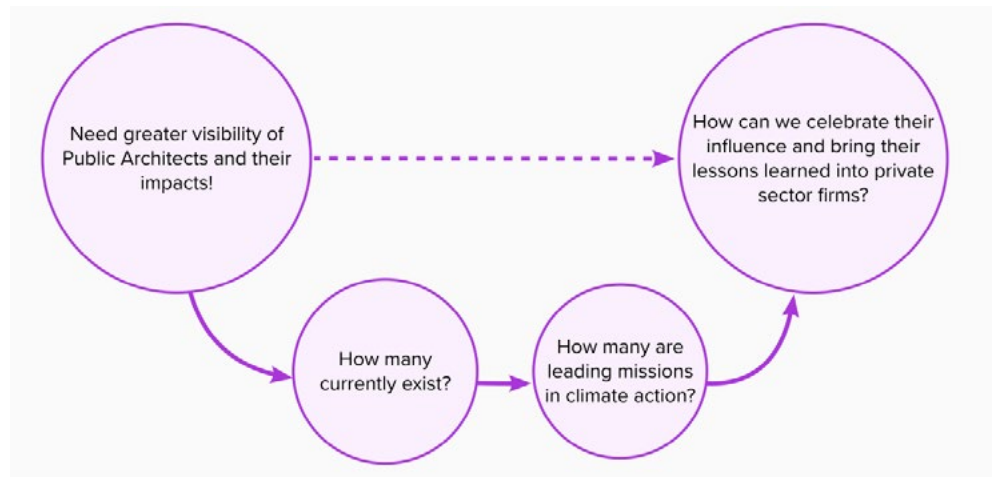 Need greater visibility of
Public Architects and their
impacts!
How can we celebrate their
influence and bring their
lessons learned into private
sector firms?
How many
currently exist?
How many are
leading missions
in climate action?